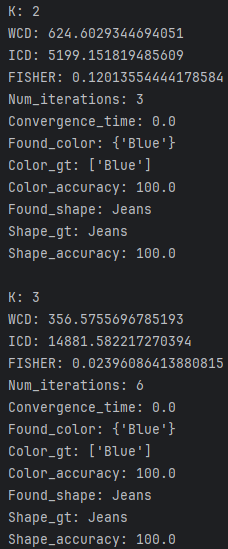 K: 2
WCD: 624.6029344694051
ICD: 5199.151819485609
FISHER: 0.12013554444178584
Num_iterations: 3
Convergence_time: 0.0
Found_color: {'Blue'}
Color_gt: ['Blue']
Color_accuracy: 100.0
Found_shape: Jeans
Shape_gt: Jeans
Shape_accuracy: 100.0
K: 3
WCD: 356.5755696785193
ICD: 14881.582217270394
FISHER: 0.02396086413880815
Num_iterations: 6
Convergence_time: 0.0
Found_color: {'Blue'}
Color_gt: ['Blue']
Color_accuracy: 100.0
Found_shape: Jeans
Shape_gt: Jeans
Shape_accuracy: 100.0